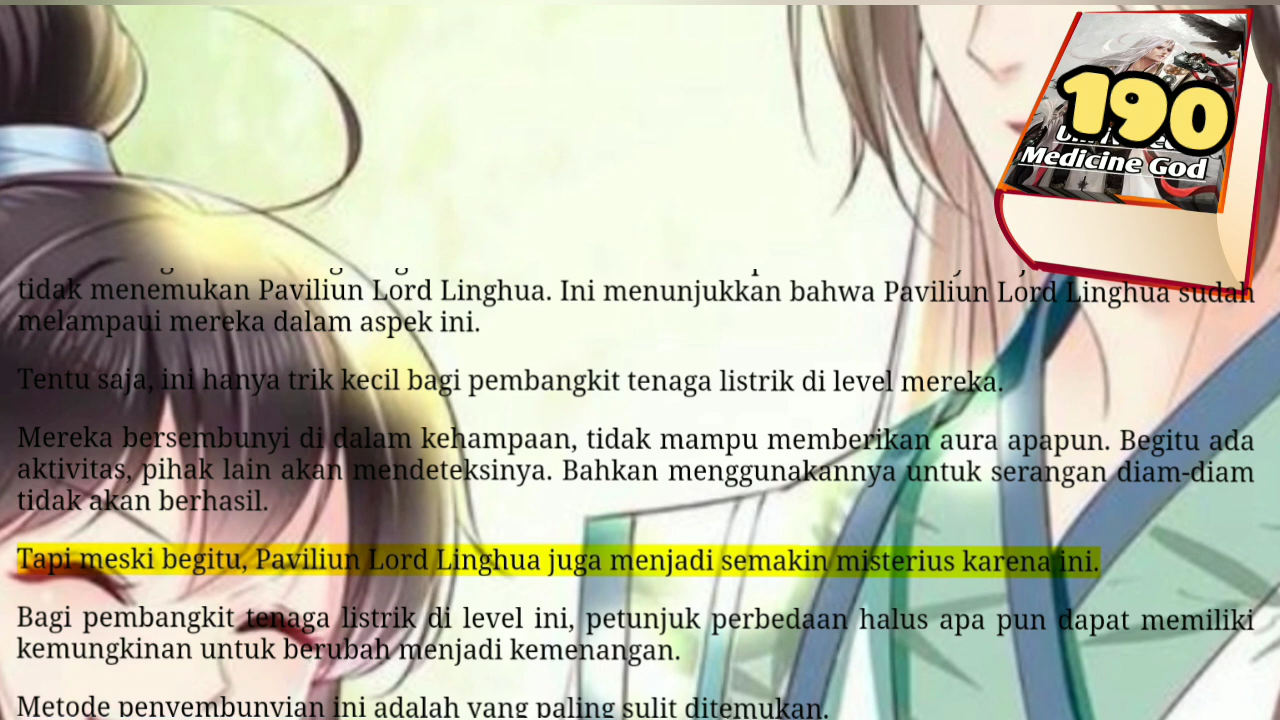 190
Medicine God
tidak menemukan Paviliun Lord Linghua. Ini menunjukkan bahwa Paviliun Lord Linghua sudah
melampaui mereka dalam aspek ini.
Tentu saja, ini hanya trik kecil bagi pembangkit tenaga listrik di level mereka.
Mereka bersembunyi di dalam kehampaan, tidak mampu memberikan aura apapun. Begitu ada
aktivitas, pihak lain akan mendeteksinya. Bahkan menggunakannya untuk serangan diam-diam
tidak akan berhasil.
Tapi meski begitu, Paviliun Lord Linghua juga menjadi semakin misterius karena ini.
Bagi pembangkit tenaga listrik di level ini, petunjuk perbedaan halus apa pun dapat memiliki
kemungkinan untuk berubah menjadi kemenangan.
Metode penyembunyian ini adalah yang paling sulit ditemukan.